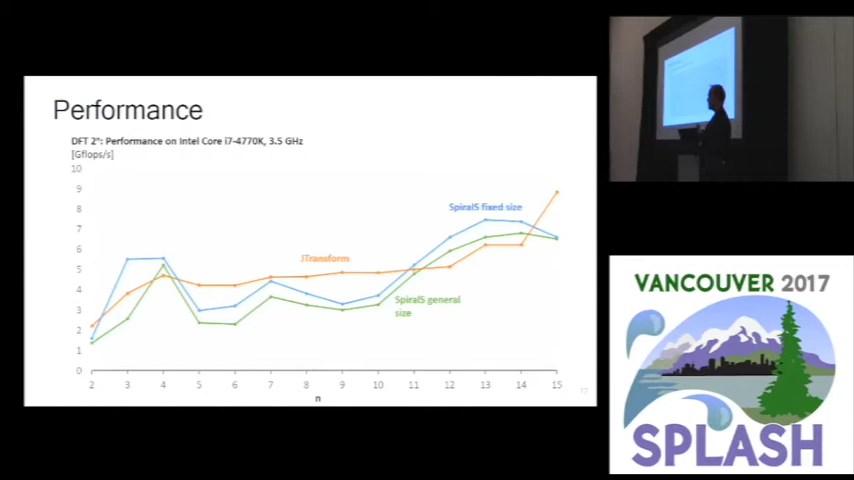 Performance
DFT 2ⁿ: Performance on Intel Core i7-4770K, 3.5 GHz
[Gflops/s]
10
9
8
7
6
5
4
3
2
1
0
SpiralS fixed size
JTransform
SpiralS general
size
2 3 4 5 6 7 8 9 10 11 12 13 14 15
n
17
VANCOUVER 2017
SPLASH